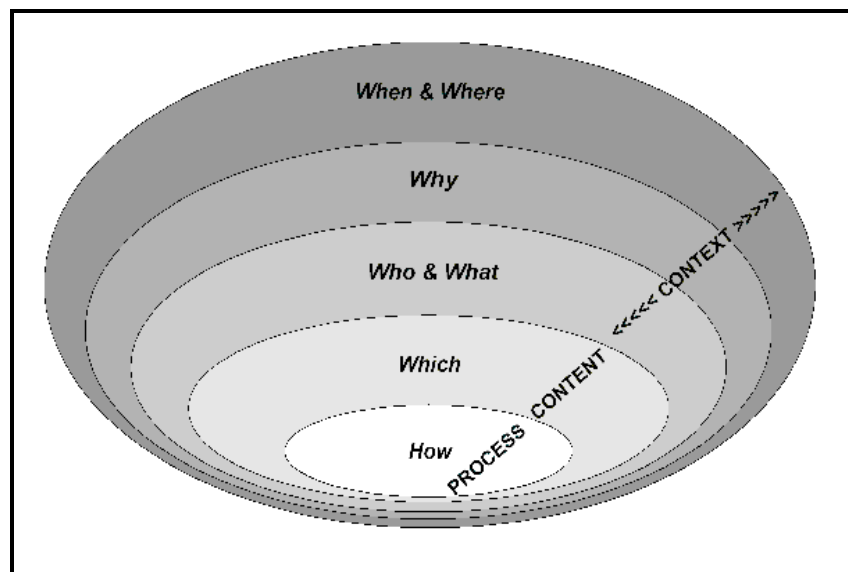 When & Where
Why
Who & What
Which
How
PROCESS CONTENT <<<<< CONTEXT >>>>>